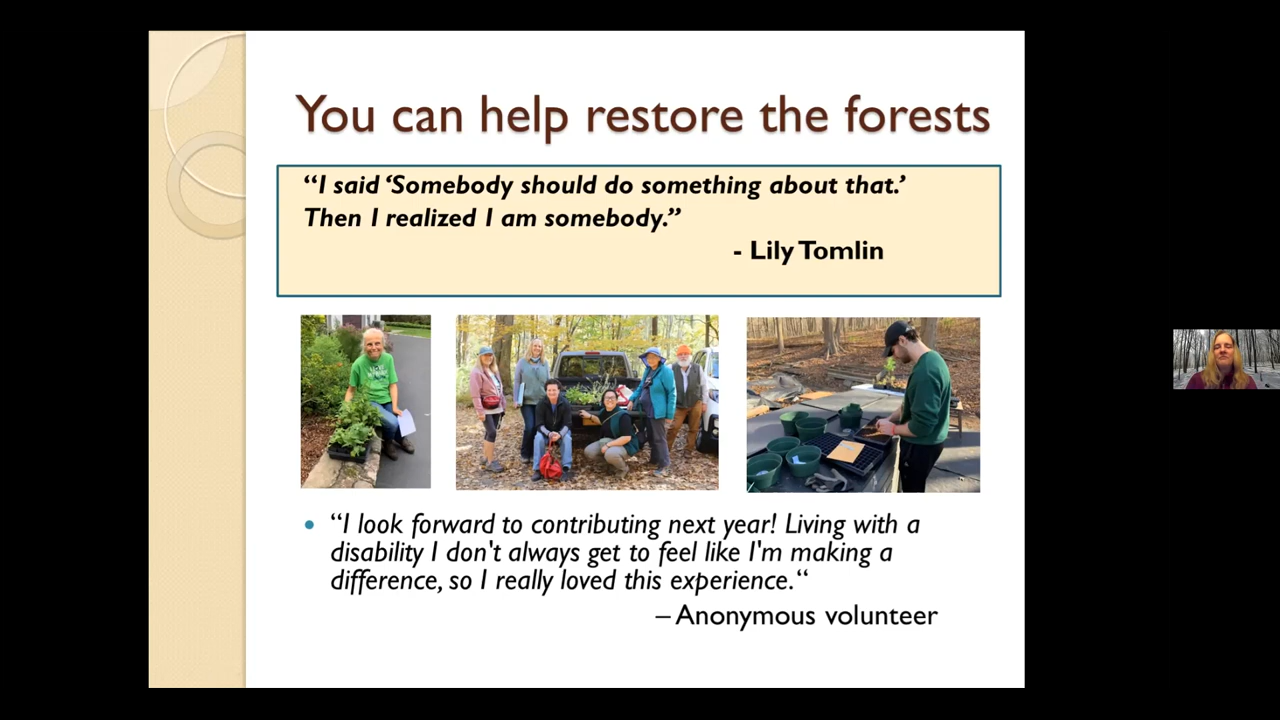 You can help restore the forests
“I said ‘Somebody should do something about that.’
Then I realized I am somebody.”
- Lily Tomlin
• “I look forward to contributing next year! Living with a
disability I don't always get to feel like I'm making a
difference, so I really loved this experience.“
– Anonymous volunteer